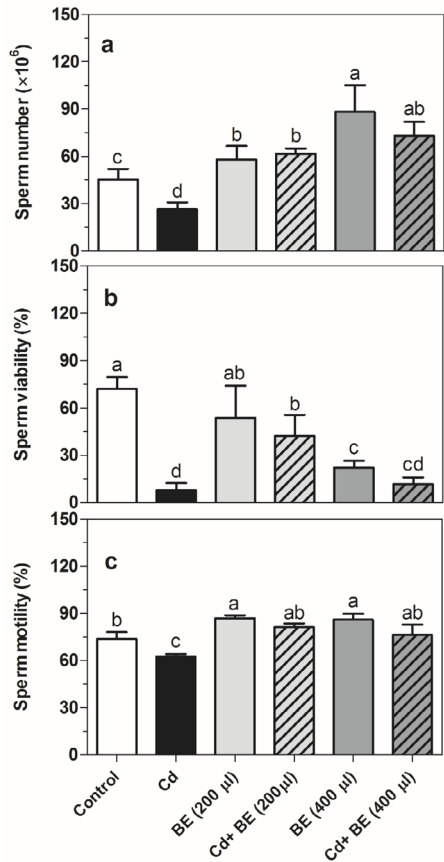 150
a
120
a
ab
90
b
b
60
c
d
30
0
Sperm number (×10⁶)
150
b
120
90
a
ab
60
b
c
30
d
cd
0
Sperm viability (%)
150
c
120
90
b
a
ab
a
ab
60
c
30
0
Sperm motility (%)
Control
Cd
BE (200 µl)
Cd+ BE (200µl)
BE (400 µl)
Cd+ BE (400 µl)